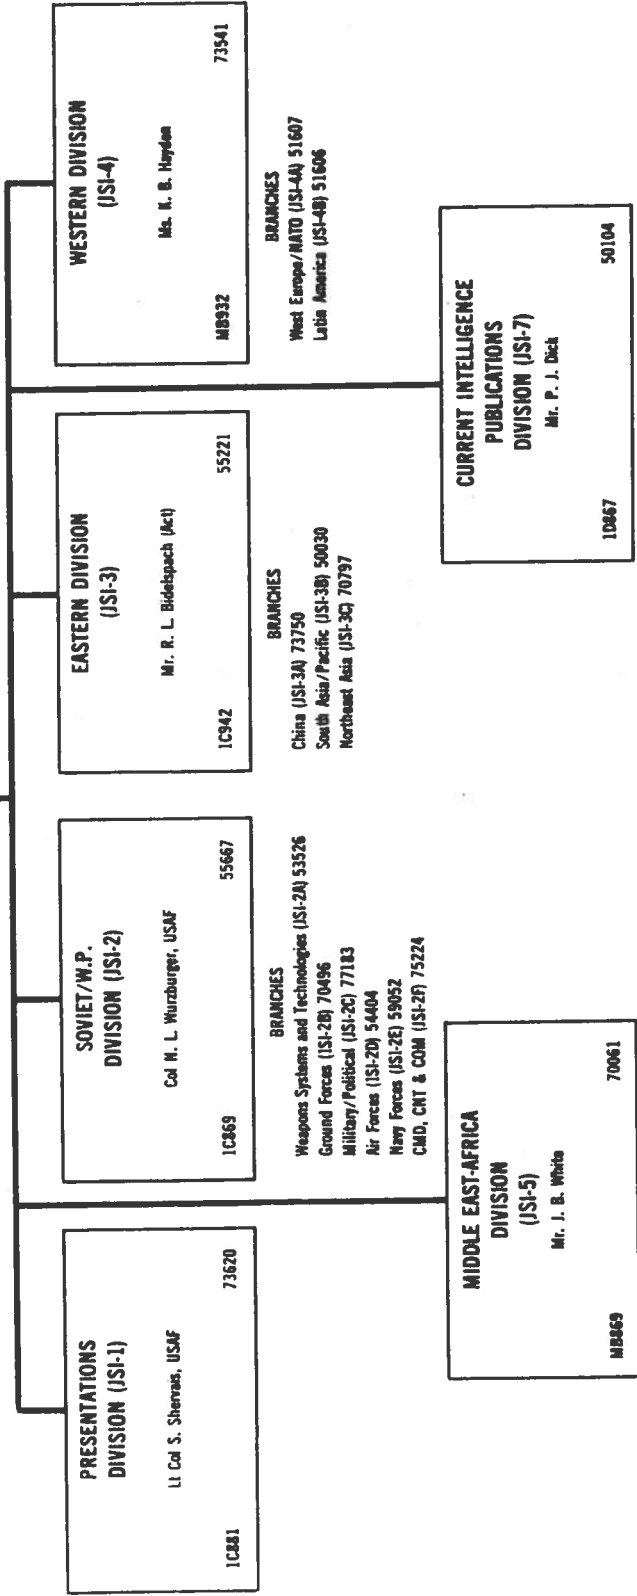 PRESENTATIONS
DIVISION (JSI-1)
Lt Col S. Shervais, USAF
1C881 73620
SOVIET/W.P.
DIVISION (JSI-2)
Col N. L. Wurzburger, USAF
1C869 55667
BRANCHES
Weapons Systems and Technologies (JSI-2A) 53526
Ground Forces (JSI-2B) 70496
Military/Political (JSI-2C) 77183
Air Forces (JSI-2D) 54404
Navy Forces (JSI-2E) 59052
CMD, CNT & COM (JSI-2F) 75224
EASTERN DIVISION
(JSI-3)
Mr. R. L. Bidelspach (Act)
1C942 55221
BRANCHES
China (JSI-3A) 73750
South Asia/Pacific (JSI-3B) 50030
Northeast Asia (JSI-3C) 70797
WESTERN DIVISION
(JSI-4)
Ms. K. B. Hayden
MB932 73541
BRANCHES
West Europe/NATO (JSI-4A) 51607
Latin America (JSI-4B) 51606
MIDDLE EAST-AFRICA
DIVISION
(JSI-5)
Mr. J. B. White
MB869 70061
CURRENT INTELLIGENCE
PUBLICATIONS
DIVISION (JSI-7)
Mr. P. J. Dick
1D867 50104